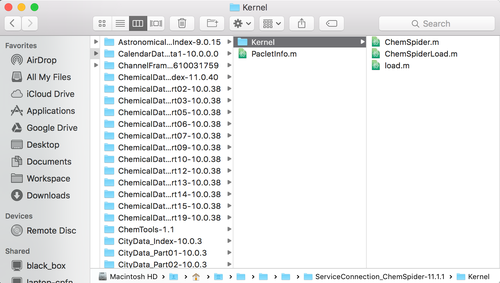 Kernel
Search
Favorites
AirDrop
All My Files
iCloud Drive
Applications
Google Drive
Desktop
Documents
Workspace
Downloads
Devices
Remote Disc
Shared
black_box
Astronomical...Index-9.0.15
CalendarDat...ta1-10.0.0.0
ChannelFram...610031759
ChemicalDat...dex-11.0.40
ChemicalDat...rt02-10.0.38
ChemicalDat...rt03-10.0.38
ChemicalDat...rt05-10.0.38
ChemicalDat...rt06-10.0.38
ChemicalDat...rt07-10.0.38
ChemicalDat...rt09-10.0.38
ChemicalDat...rt10-10.0.38
ChemicalDat...rt12-10.0.38
ChemicalDat...rt13-10.0.38
ChemicalDat...rt14-10.0.38
ChemicalDat...rt15-10.0.38
ChemicalDat...rt19-10.0.38
ChemTools-1.1
CityData_Index-10.0.3
CityData_Part01-10.0.3
CityData_Part02-10.0.3
Kernel
PacletInfo.m
ChemSpider.m
ChemSpiderLoad.m
load.m
Macintosh HD
ServiceConnection_ChemSpider-11.1.1
Kernel